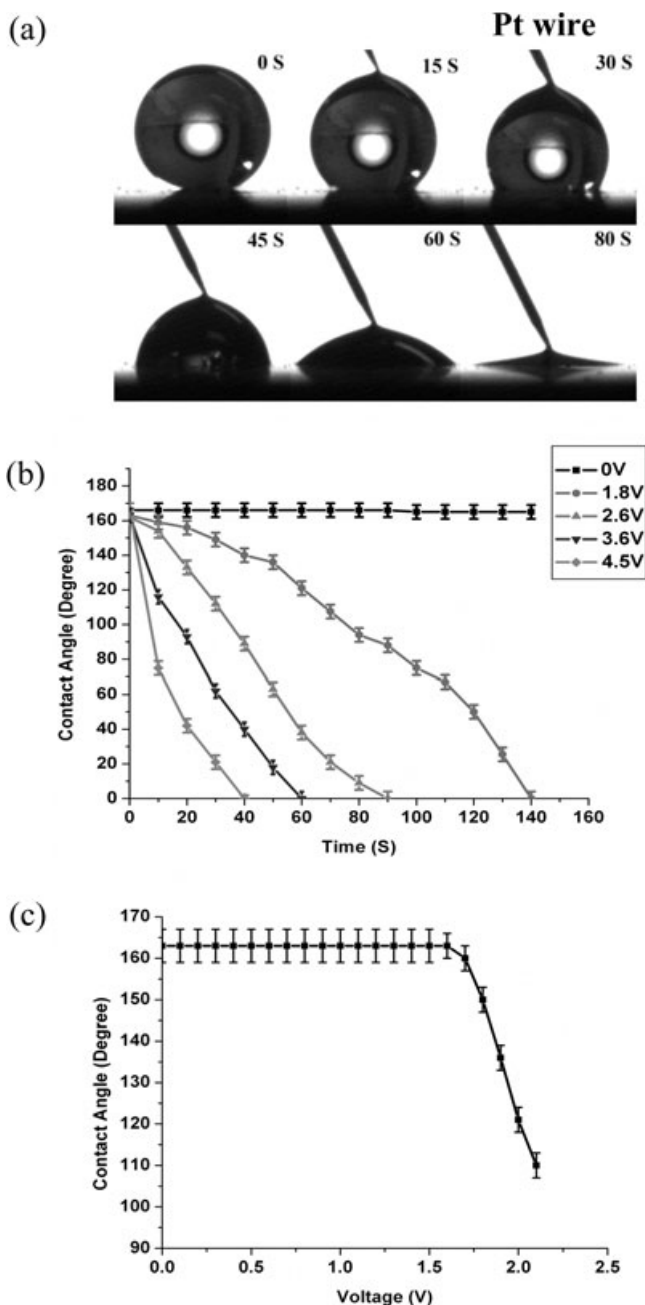 (a)
Pt wire
0 S
15 S
30 S
45 S
60 S
80 S
(b)
0V
1.8V
2.6V
3.6V
4.5V
Contact Angle (Degree)
180
160
140
120
100
80
60
40
20
0
0 20 40 60 80 100 120 140 160
Time (S)
(c)
Contact Angle (Degree)
170
160
150
140
130
120
110
100
90
0.0 0.5 1.0 1.5 2.0 2.5
Voltage (V)